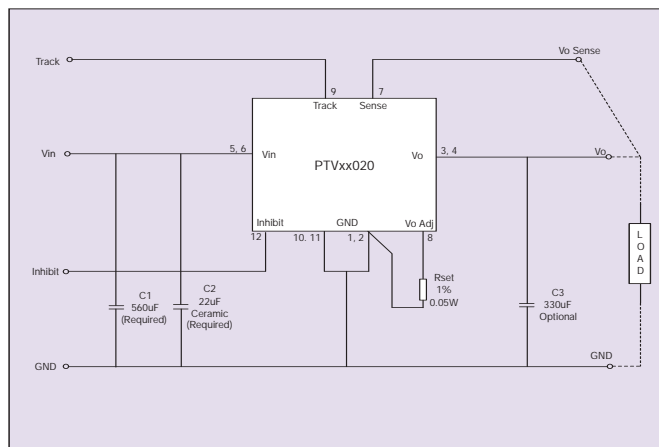 Track
Vo Sense
9
7
Track
Sense
Vin
5, 6
Vin
PTVxx020
Vo
3, 4
Vo
Inhibit
GND
Vo Adj
12
10. 11
1, 2
8
Inhibit
L
O
A
D
Rset
1%
0.05W
C1
560uF
(Required)
C2
22uF
Ceramic
(Required)
C3
330uF
Optional
GND
GND